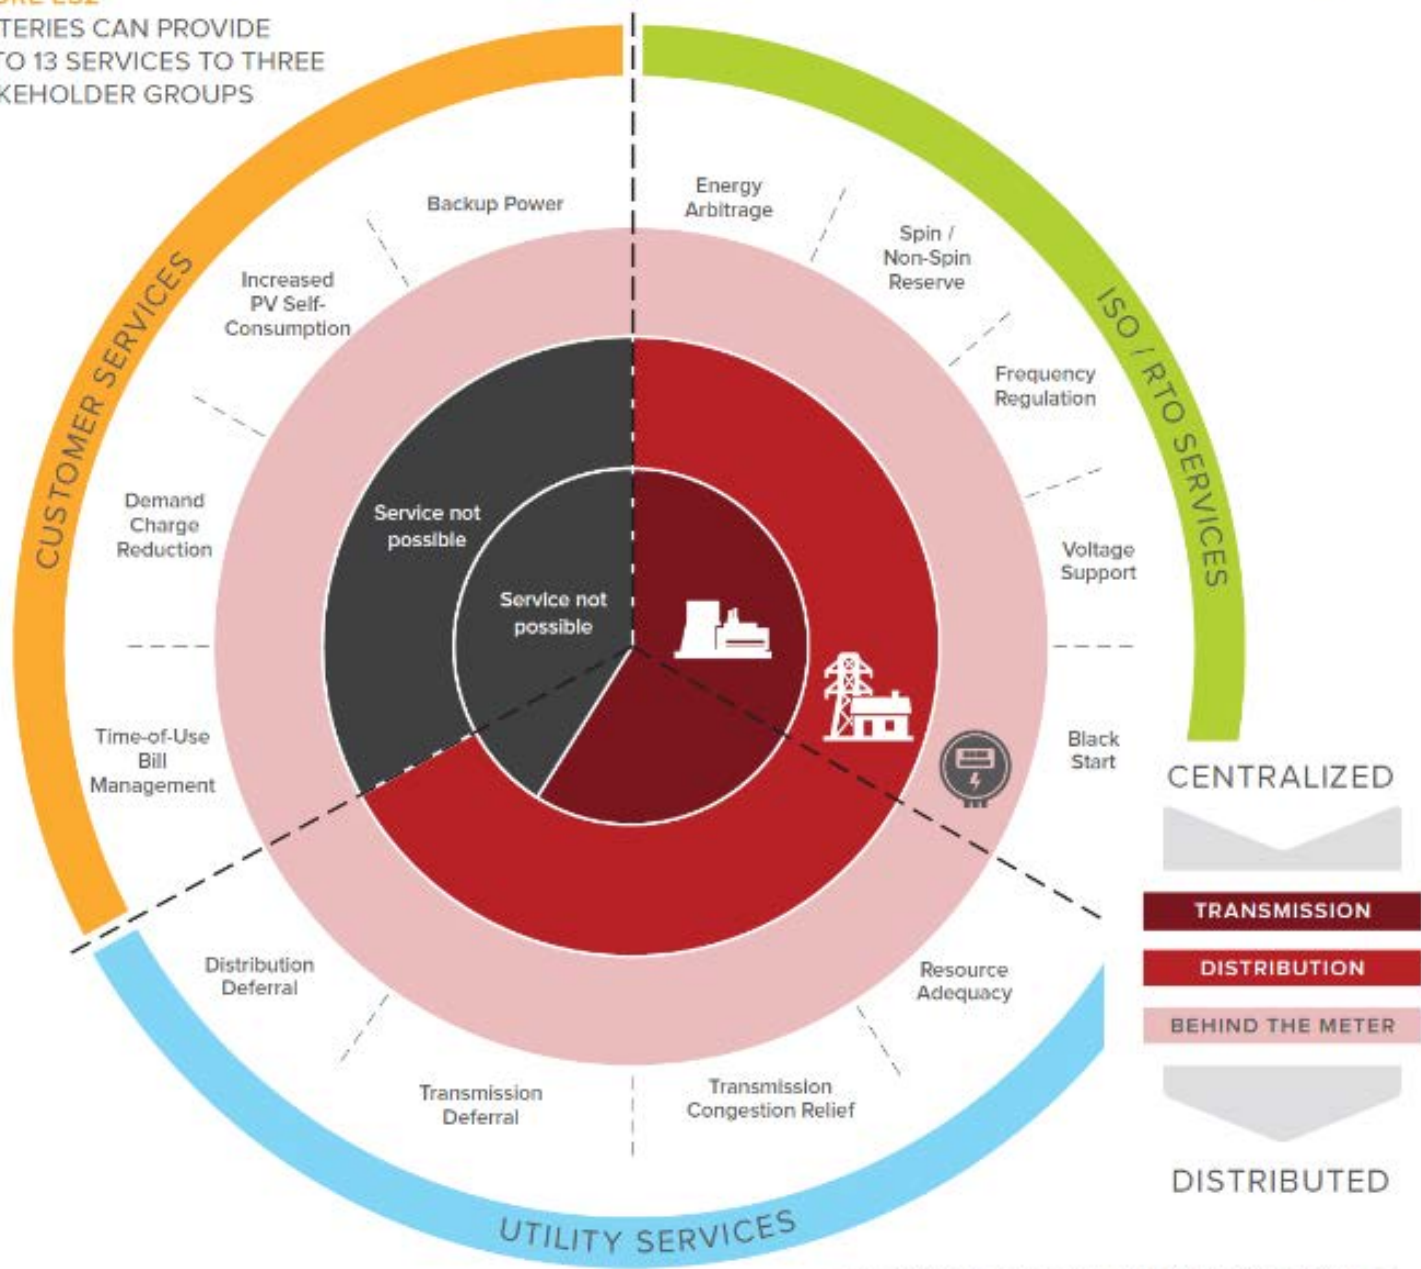 TERIES CAN PROVIDE
TO 13 SERVICES TO THREE
KEHOLDER GROUPS
CUSTOMER SERVICES
ISO / RTO SERVICES
UTILITY SERVICES
Backup Power
Energy
Arbitrage
Spin /
Non-Spin
Reserve
Increased
PV Self-
Consumption
Frequency
Regulation
Demand
Charge
Reduction
Service not
possible
Service not
possible
Voltage
Support
Time-of-Use
Bill
Management
Black
Start
Distribution
Deferral
Resource
Adequacy
Transmission
Deferral
Transmission
Congestion Relief
CENTRALIZED
TRANSMISSION
DISTRIBUTION
BEHIND THE METER
DISTRIBUTED